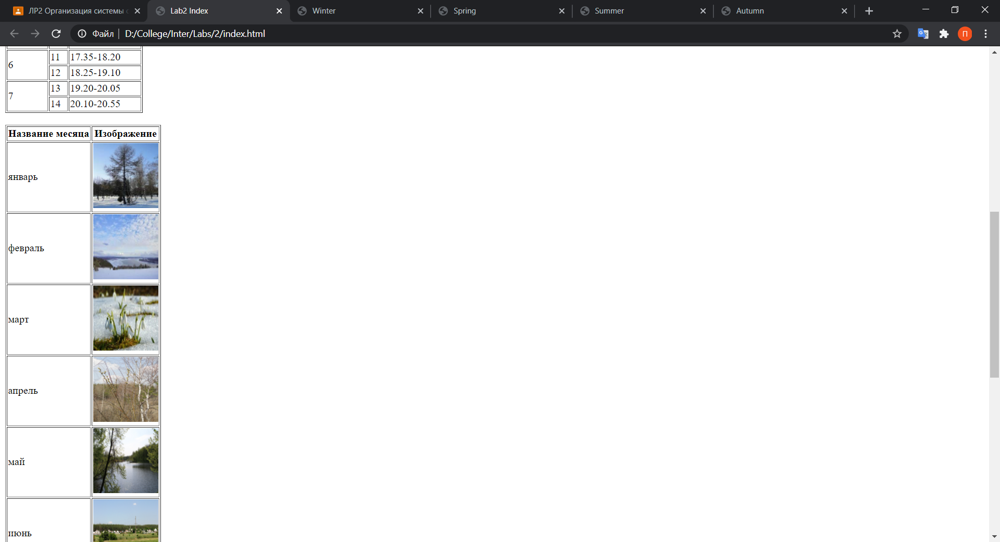 ЛР2 Организация системы
Lab2 Index
Winter
Spring
Summer
Autumn
Файл
D:/College/Inter/Labs/2/index.html
П
6
11
17.35-18.20
12
18.25-19.10
7
13
19.20-20.05
14
20.10-20.55
Название месяца
Изображение
январь
февраль
март
апрель
май
июнь